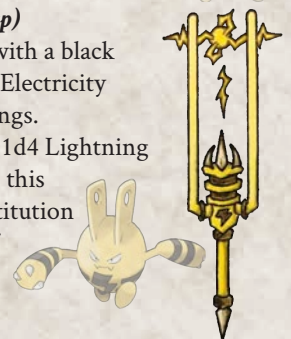 p)
with a black
Electricity
ngs.
1d4 Lightning
this
titution